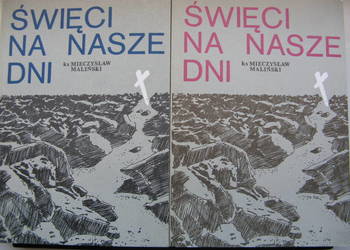 ŚWIĘCI
NA NASZE
DNI
ks MIECZYSŁAW
MALIŃSKI
ŚWIĘCI
NA NASZE
DNI
ks MIECZYSŁAW
MALIŃSKI